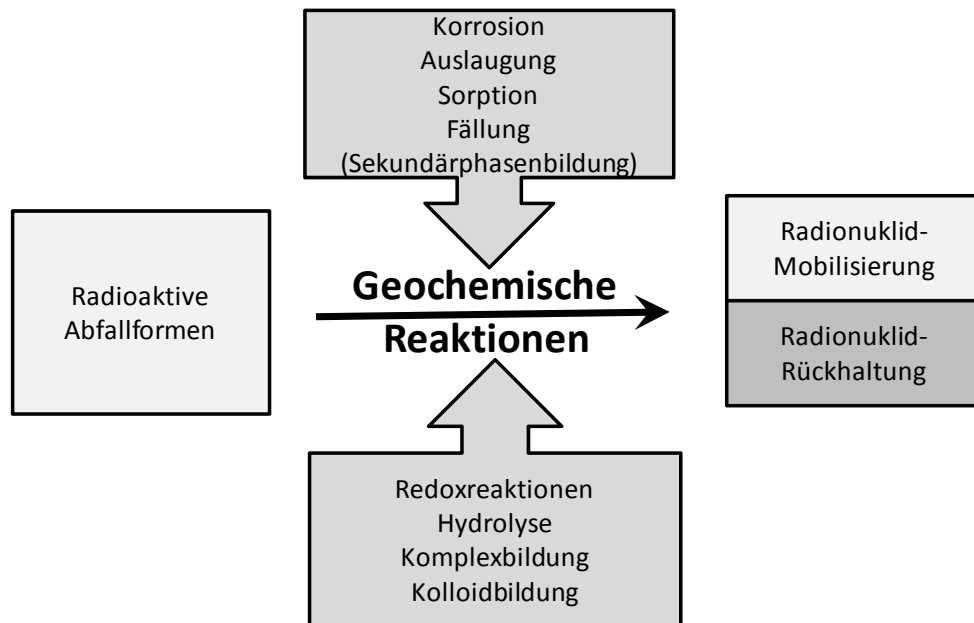 Korrosion
Auslaugung
Sorption
Fällung
(Sekundärphasenbildung)
Radioaktive
Abfallformen
Geochemische
Reaktionen
Radionuklid-
Mobilisierung
Radionuklid-
Rückhaltung
Redoxreaktionen
Hydrolyse
Komplexbildung
Kolloidbildung